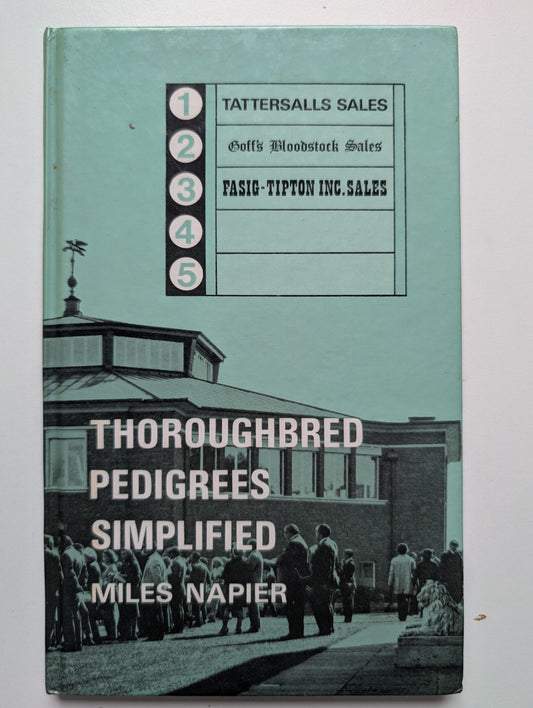 1 TATTERSALLS SALES
2 Goff's Bloodstock Sales
3 FASIG-TIPTON INC. SALES
4
5
THOROUGHBRED
PEDIGREES
SIMPLIFIED
MILES NAPIER